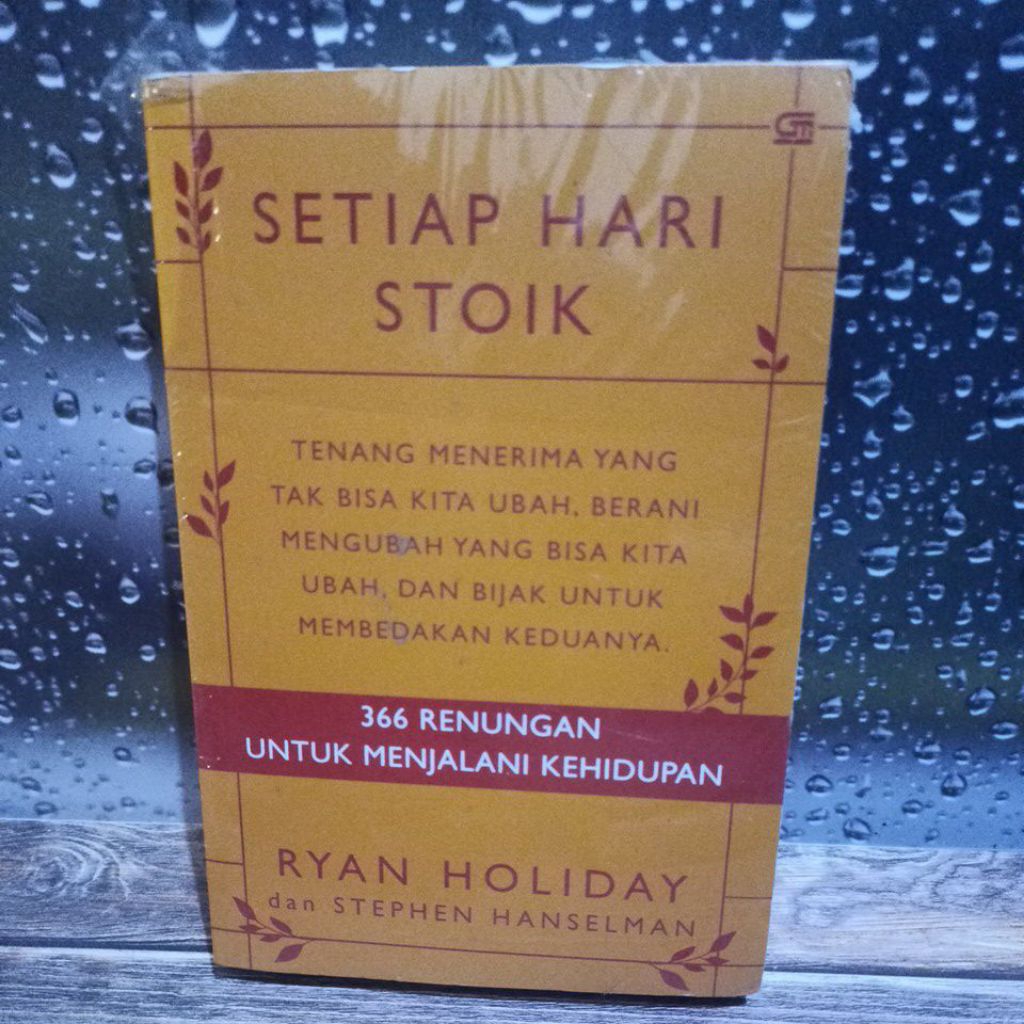 SETIAP HARI
STOIK
TENANG MENERIMA YANG
TAK BISA KITA UBAH, BERANI
MENGUBAH YANG BISA KITA
UBAH, DAN BIJAK UNTUK
MEMBEDAKAN KEDUANYA.
366 RENUNGAN
UNTUK MENJALANI KEHIDUPAN
RYAN HOLIDAY
dan STEPHEN HANSELMAN